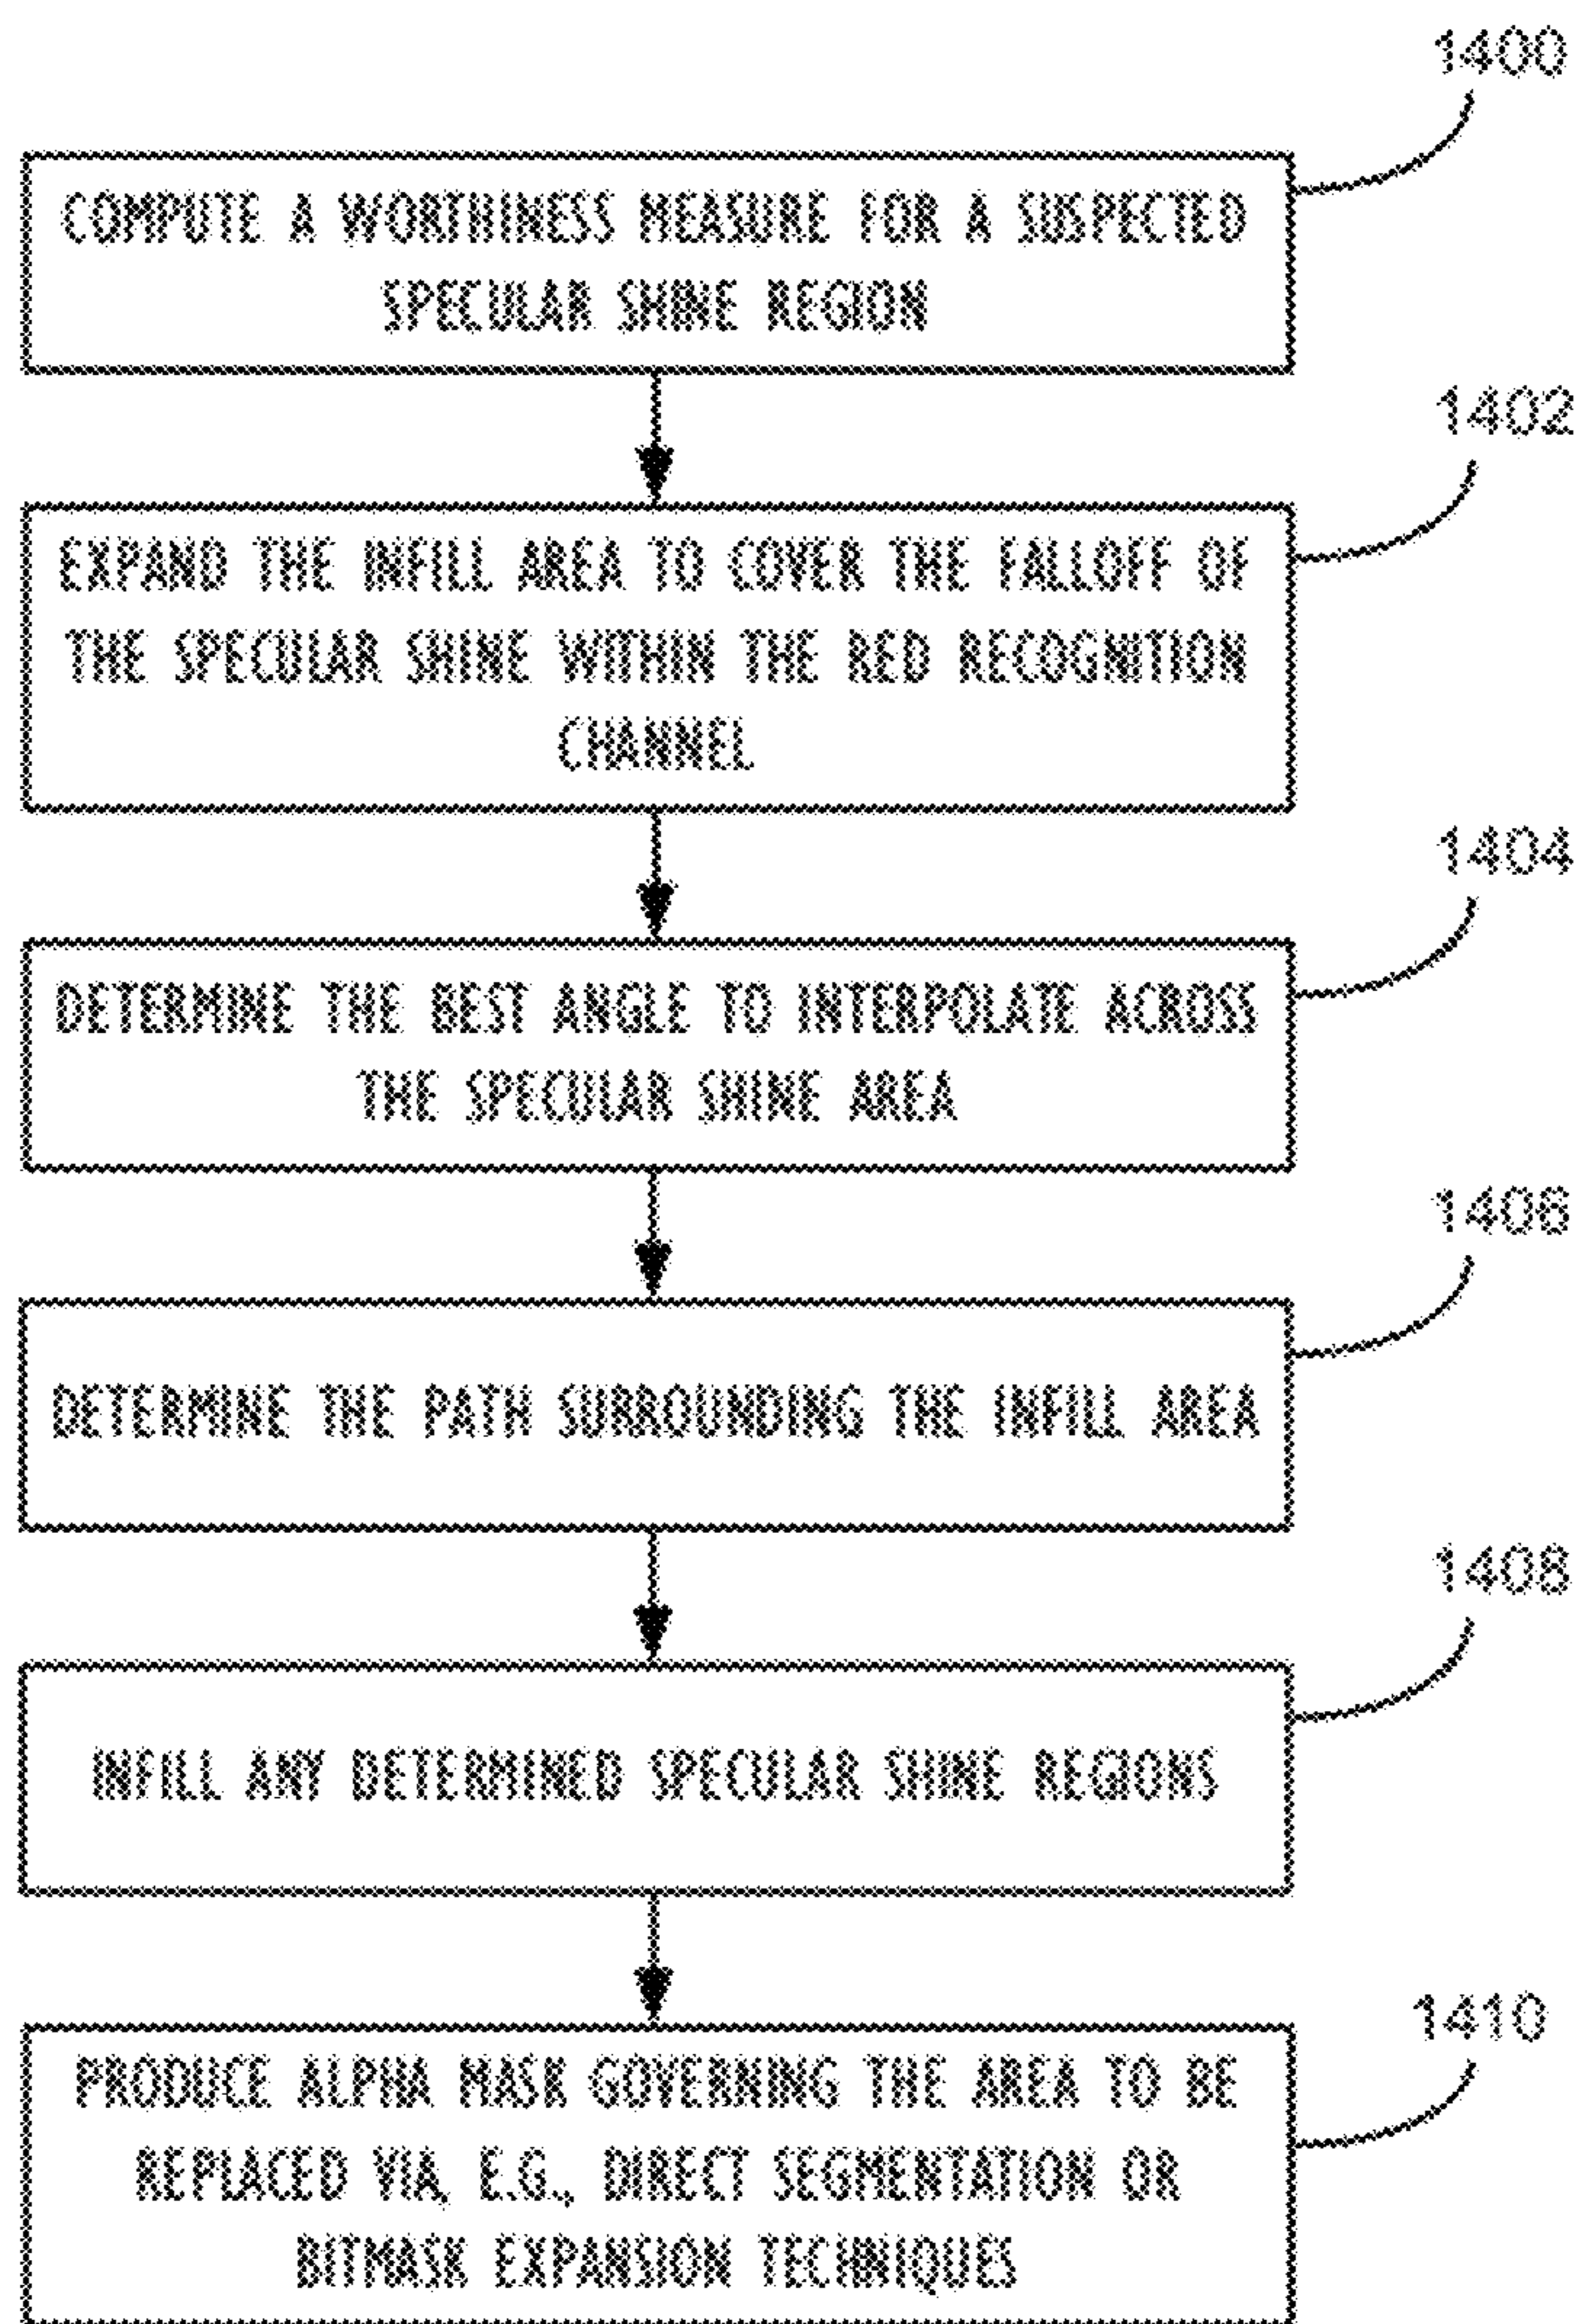 1400
COMPUTE A WORTHINESS MEASURE FOR A SUSPECTED
SPECULAR SHINE REGION
1402
EXPAND THE INFILL AREA TO COVER THE FALLOFF OF
THE SPECULAR SHINE WITHIN THE RED RECOGNITION
CHANNEL
1404
DETERMINE THE BEST ANGLE TO INTERPOLATE ACROSS
THE SPECULAR SHINE AREA
1406
DETERMINE THE PATH SURROUNDING THE INFILL AREA
1408
INFILL ANY DETERMINED SPECULAR SHINE REGIONS
1410
PRODUCE ALPHA MASK GOVERNING THE AREA TO BE
REPLACED VIA, E.G., DIRECT SEGMENTATION OR
BITMASK EXPANSION TECHNIQUES